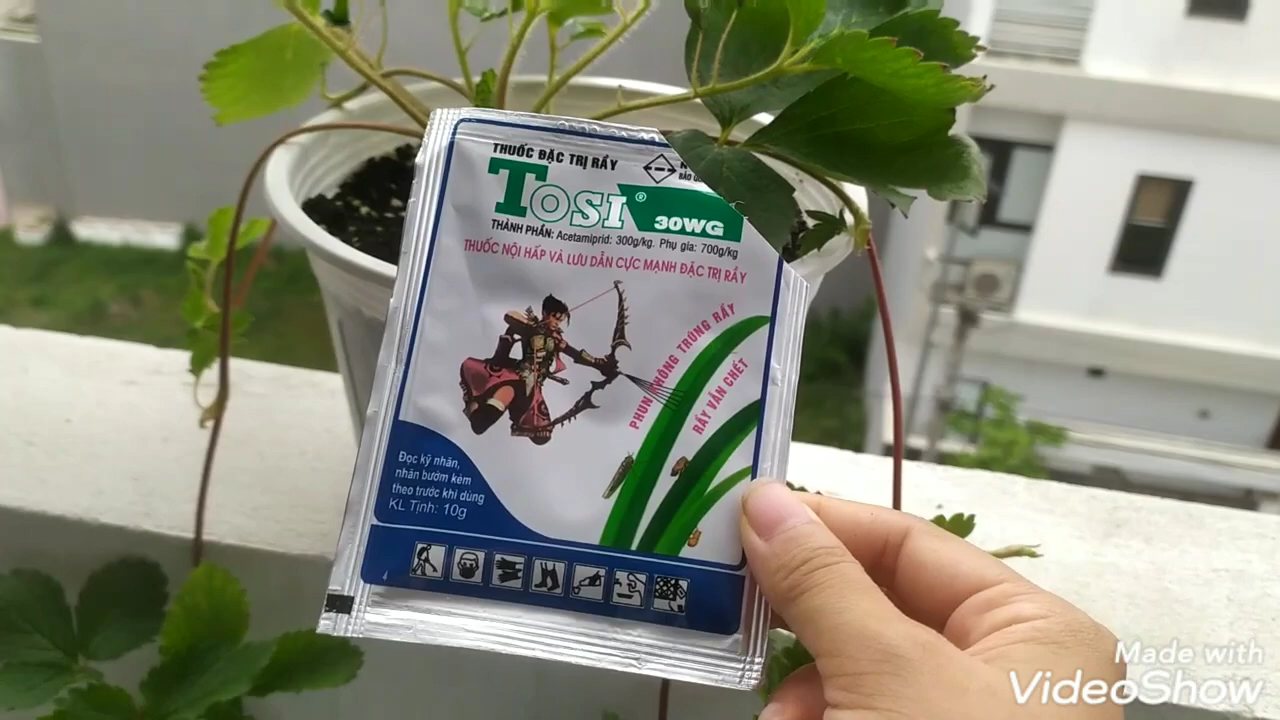 THUỐC ĐẶC TRỊ RẦY
TOSI®
30WG
THÀNH PHẦN: Acetamiprid: 300g/kg. Phụ gia: 700g/kg
THUỐC NỘI HẤP VÀ LƯU DẪN CỰC MẠNH ĐẶC TRỊ RẦY
PHUN KHÔNG TRÚNG RẦY
RẦY VẪN CHẾT
Đọc kỹ nhãn,
nhãn bướm kèm
theo trước khi dùng
KL Tịnh: 10g
Made with
VideoShow